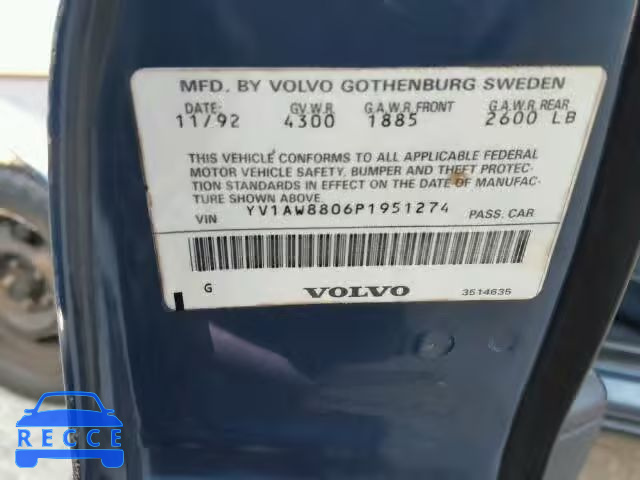 MFD. BY VOLVO GOTHENBURG SWEDEN
DATE: G.V.W.R. G.A.W.R. FRONT G.A.W.R. REAR
11/92 4300 1885 2600 LB
THIS VEHICLE CONFORMS TO ALL APPLICABLE FEDERAL
MOTOR VEHICLE SAFETY, BUMPER AND THEFT PROTEC-
TION STANDARDS IN EFFECT ON THE DATE OF MANUFAC-
TURE SHOWN ABOVE.
VIN YV1AW8806P1951274 PASS. CAR
G VOLVO 3514635
RECCE